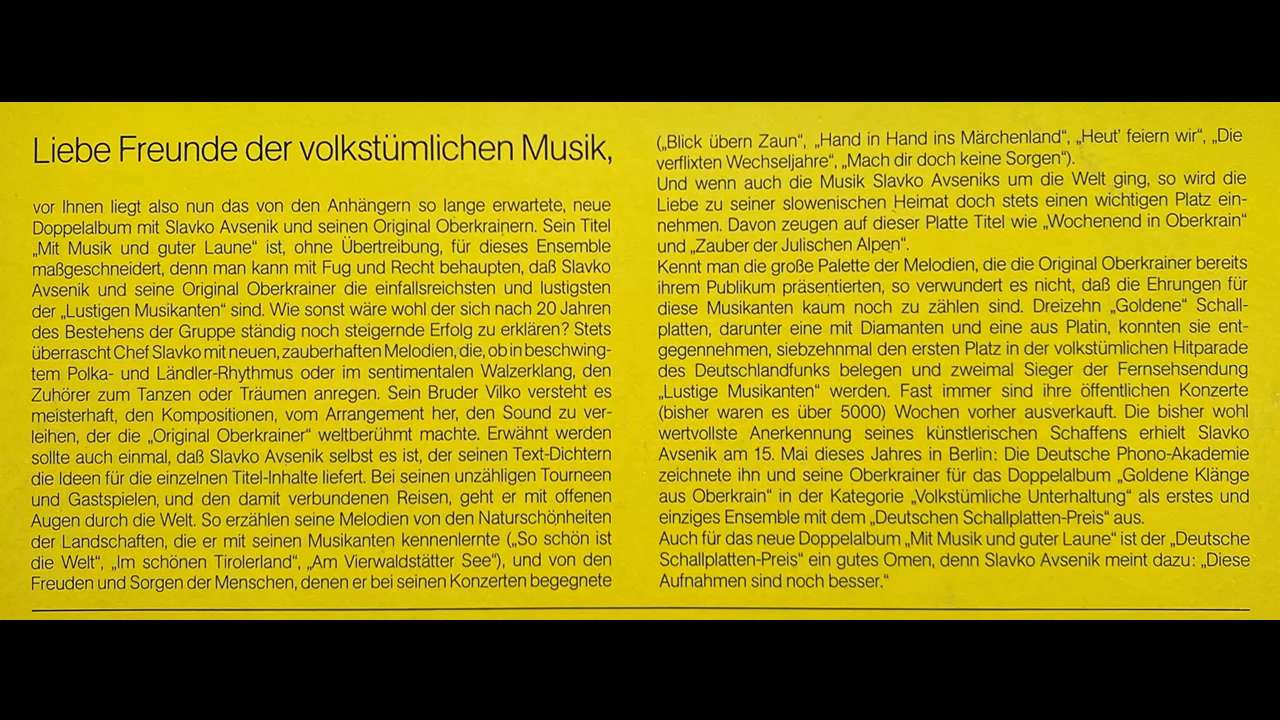 Liebe Freunde der volkstümlichen Musik,
vor Ihnen liegt also nun das von den Anhängern so lange erwartete, neue
Doppelalbum mit Slavko Avsenik und seinen Original Oberkrainern. Sein Titel
„Mit Musik und guter Laune“ ist, ohne Übertreibung, für dieses Ensemble
maßgeschneidert, denn man kann mit Fug und Recht behaupten, daß Slavko
Avsenik und seine Original Oberkrainer die einfallsreichsten und lustigsten
der „Lustigen Musikanten“ sind. Wie sonst wäre wohl der sich nach 20 Jahren
des Bestehens der Gruppe ständig noch steigernde Erfolg zu erklären? Stets
überrascht Chef Slavko mit neuen, zauberhaften Melodien, die, ob in beschwing-
tem Polka- und Ländler-Rhythmus oder im sentimentalen Walzerklang, den
Zuhörer zum Tanzen oder Träumen anregen. Sein Bruder Vilko versteht es
meisterhaft, den Kompositionen, vom Arrangement her, den Sound zu ver-
leihen, der die „Original Oberkrainer“ weltberühmt machte. Erwähnt werden
sollte auch einmal, daß Slavko Avsenik selbst es ist, der seinen Text-Dichtern
die Ideen für die einzelnen Titel-Inhalte liefert. Bei seinen unzähligen Tourneen
und Gastspielen, und den damit verbundenen Reisen, geht er mit offenen
Augen durch die Welt. So erzählen seine Melodien von den Naturschönheiten
der Landschaften, die er mit seinen Musikanten kennenlernte („So schön ist
die Welt“, „Im schönen Tirolerland“, „Am Vierwaldstätter See“), und von den
Freuden und Sorgen der Menschen, denen er bei seinen Konzerten begegnete
(„Blick übern Zaun“, „Hand in Hand ins Märchenland“, „Heut’ feiern wir“, „Die
verflixten Wechseljahre“, „Mach dir doch keine Sorgen“).
Und wenn auch die Musik Slavko Avseniks um die Welt ging, so wird die
Liebe zu seiner slowenischen Heimat doch stets einen wichtigen Platz ein-
nehmen. Davon zeugen auf dieser Platte Titel wie „Wochenend in Oberkrain“
und „Zauber der Julischen Alpen“.
Kennt man die große Palette der Melodien, die die Original Oberkrainer bereits
ihrem Publikum präsentierten, so verwundert es nicht, daß die Ehrungen für
diese Musikanten kaum noch zu zählen sind. Dreizehn „Goldene“ Schall-
platten, darunter eine mit Diamanten und eine aus Platin, konnten sie ent-
gegennehmen, siebzehnmal den ersten Platz in der volkstümlichen Hitparade
des Deutschlandfunks belegen und zweimal Sieger der Fernsehsendung
„Lustige Musikanten“ werden. Fast immer sind ihre öffentlichen Konzerte
(bisher waren es über 5000) Wochen vorher ausverkauft. Die bisher wohl
wertvollste Anerkennung seines künstlerischen Schaffens erhielt Slavko
Avsenik am 15. Mai dieses Jahres in Berlin: Die Deutsche Phono-Akademie
zeichnete ihn und seine Oberkrainer für das Doppelalbum „Goldene Klänge
aus Oberkrain“ in der Kategorie „Volkstümliche Unterhaltung“ als erstes und
einziges Ensemble mit dem „Deutschen Schallplatten-Preis“ aus.
Auch für das neue Doppelalbum „Mit Musik und guter Laune“ ist der „Deutsche
Schallplatten-Preis“ ein gutes Omen, denn Slavko Avsenik meint dazu: „Diese
Aufnahmen sind noch besser.“